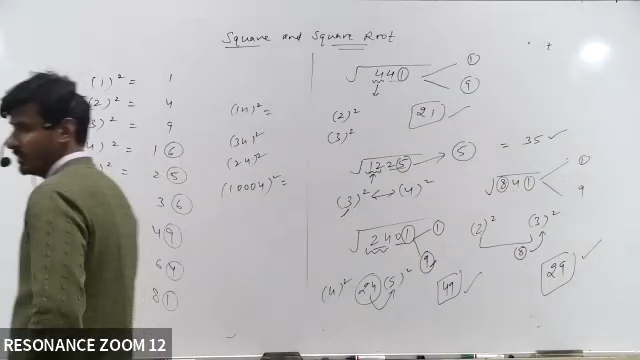 Square and Square Root
(1)² = 1
(2)² = 4
3)² = 9
4)² = 1 6
)² = 2 5
3 6
4 9
6 4
8 1
(14)² =
(34)²
(24)²
(10004)² =
√441
1
9
(2)²
(3)²
21
√1225 → 5 = 35
(3)² ↔ (4)²
√2401
1
9
(4)² 24 (5)²
49
√841
1
9
(2)² (3)²
8
29
RESONANCE ZOOM 12